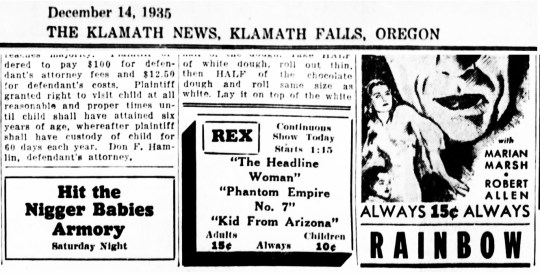 December 14, 1935
THE KLAMATH NEWS, KLAMATH FALLS, OREGON
dered to pay $100 for defen-
dant's attorney fees and $12.50
for defendant's costs. Plaintiff
granted right to visit child at all
reasonable and proper times un-
til child shall have attained six
years of age, whereafter plaintiff
shall have custody of child for
60 days each year. Don F. Ham-
lin, defendant's attorney.
Hit the
Nigger Babies
Armory
Saturday Night
of white dough, roll out thin,
then HALF of the chocolate
dough and roll same size as
white. Lay it on top of the white
REX
Continuous
Show Today
Starts 1:15
"The Headline
Woman"
"Phantom Empire
No. 7"
"Kid From Arizona"
Adults Children
15¢ Always 10¢
with
MARIAN
MARSH
•
ROBERT
ALLEN
ALWAYS 15¢ ALWAYS
RAINBOW